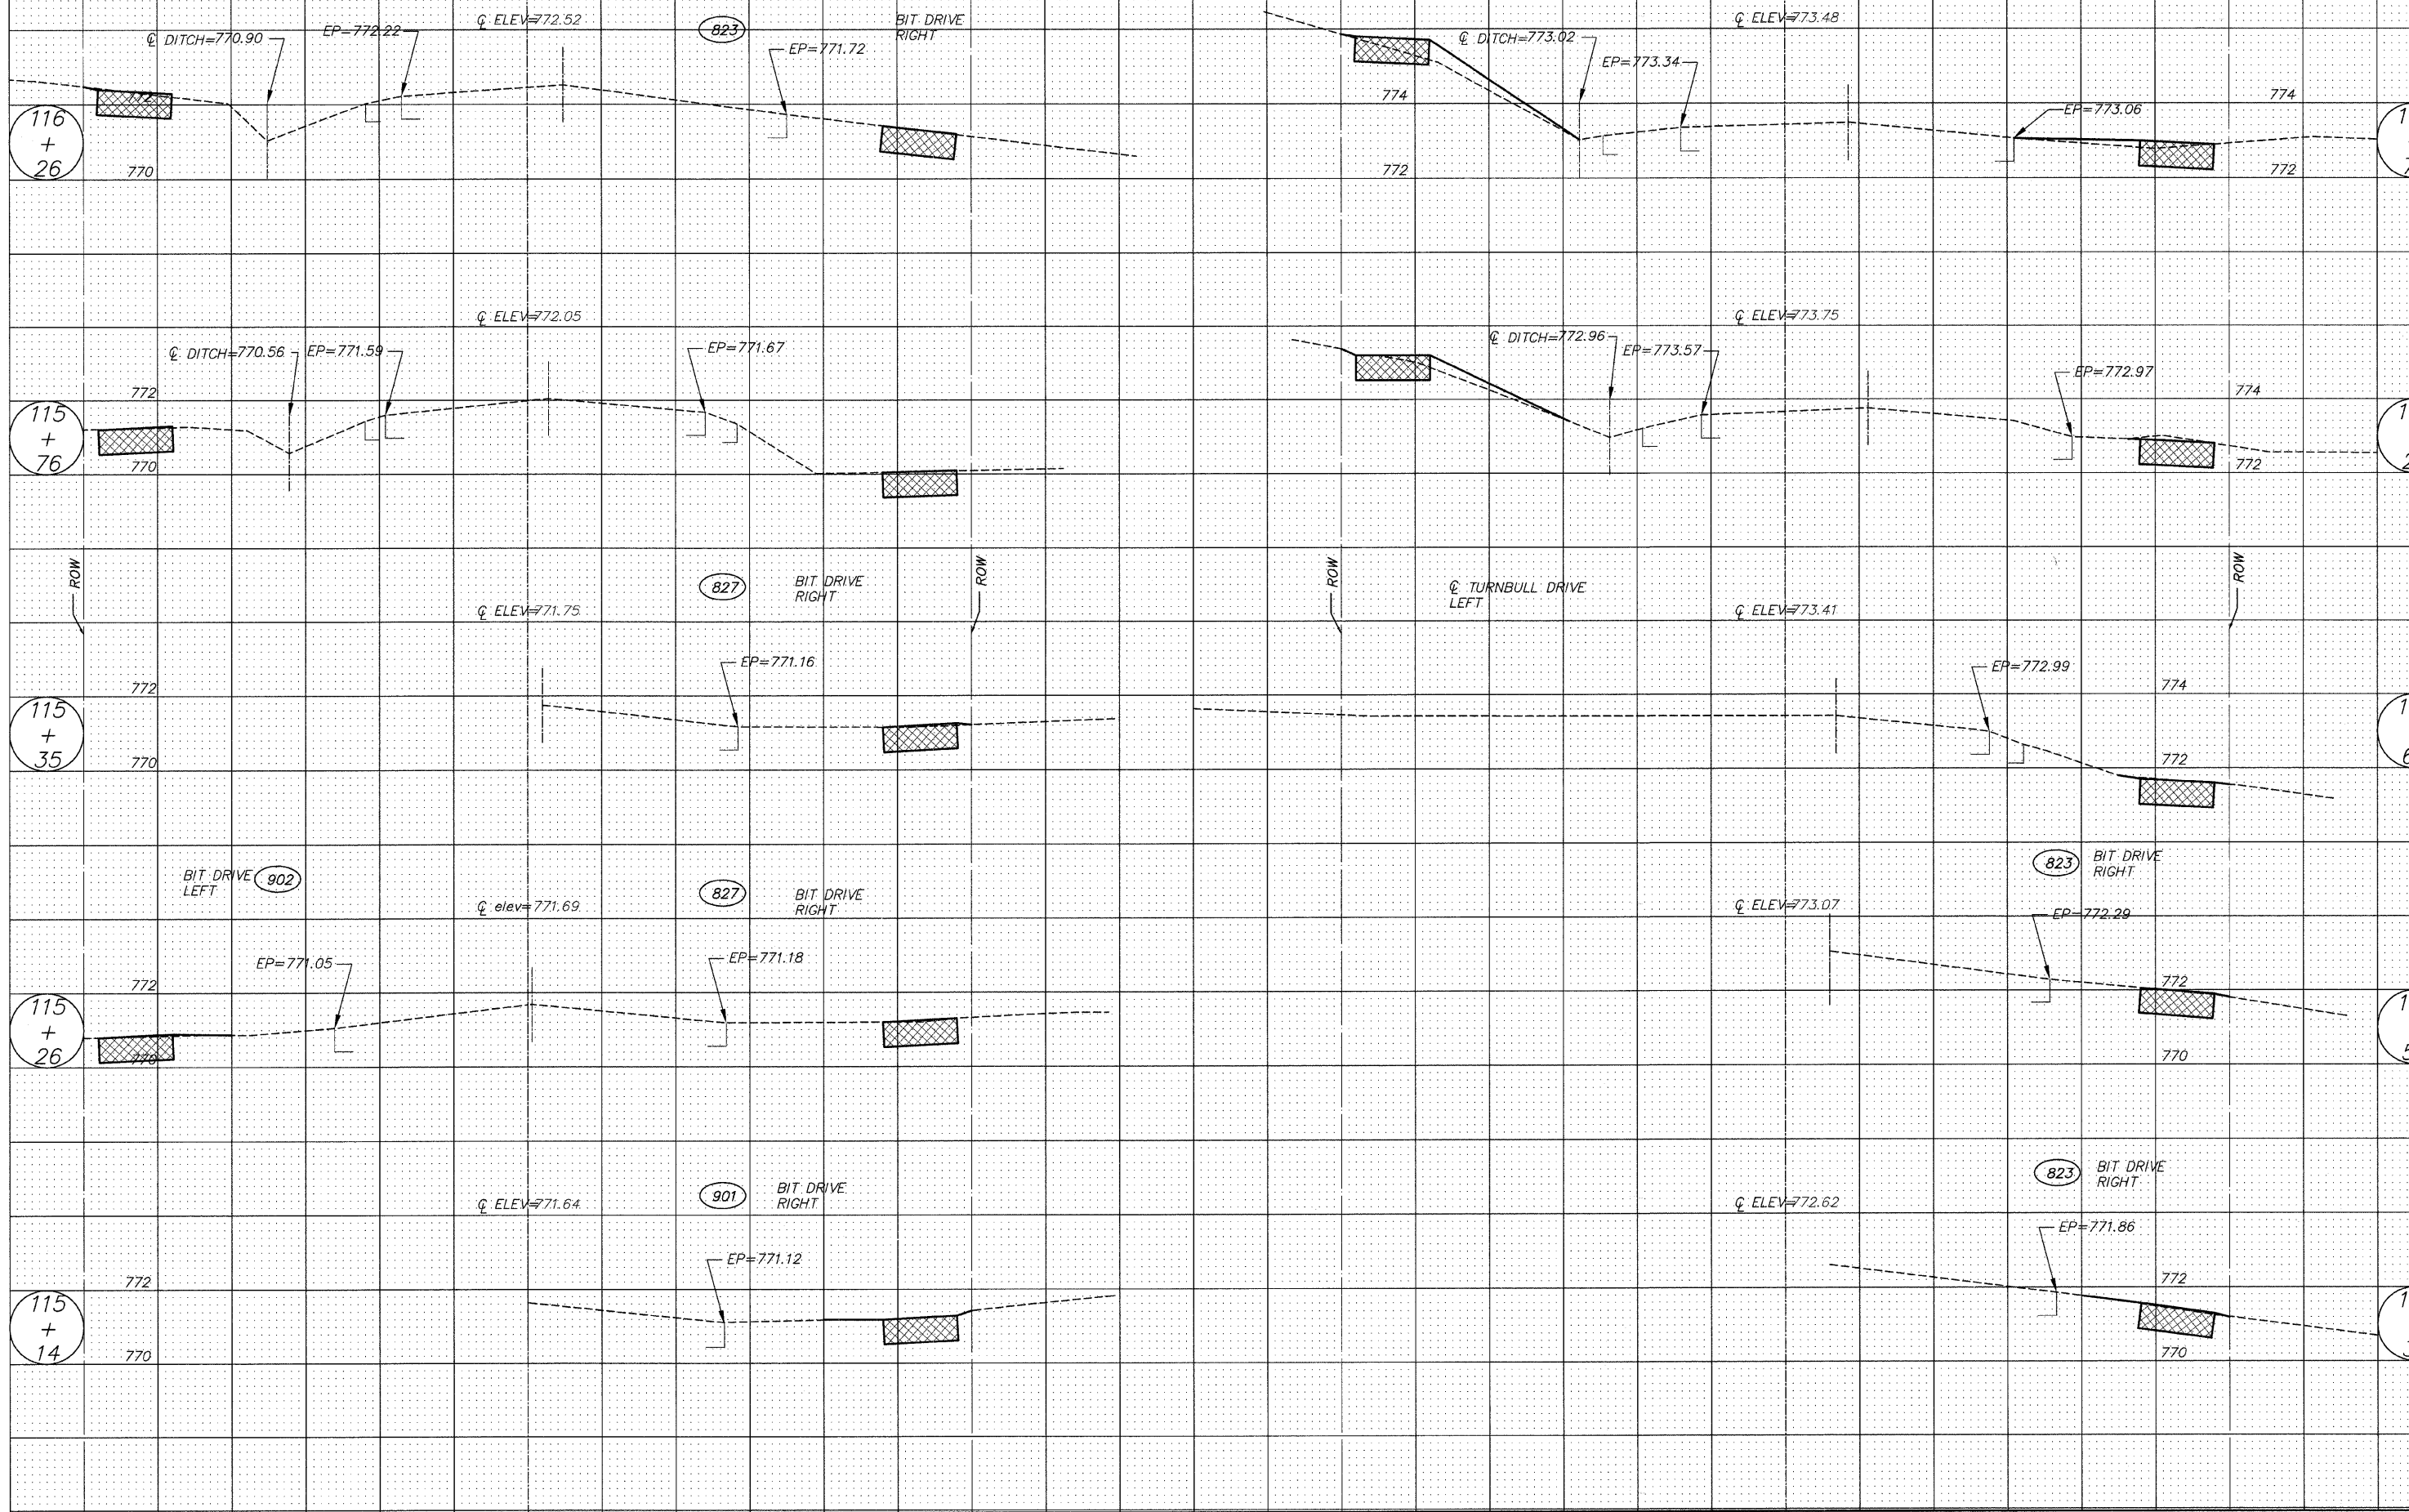 ℄ ELEV=772.52
823
BIT DRIVE
RIGHT
℄ DITCH=770.90
EP=772.22
EP=771.72
772
116
+
26
770
℄ ELEV=772.05
℄ DITCH=770.56
EP=771.59
EP=771.67
772
115
+
76
770
ROW
827
BIT DRIVE
RIGHT
ROW
℄ ELEV=771.75
EP=771.16
772
115
+
35
770
BIT DRIVE
LEFT
902
827
BIT DRIVE
RIGHT
℄ elev=771.69
EP=771.05
EP=771.18
772
115
+
26
770
901
BIT DRIVE
RIGHT
℄ ELEV=771.64
EP=771.12
772
115
+
14
770
℄ ELEV=773.48
℄ DITCH=773.02
EP=773.34
EP=773.06
774
774
772
772
1
℄ ELEV=773.75
℄ DITCH=772.96
EP=773.57
EP=772.97
774
1
772
ROW
℄ TURNBULL DRIVE
LEFT
ROW
℄ ELEV=773.41
EP=772.99
774
1
772
823
BIT DRIVE
RIGHT
℄ ELEV=773.07
EP=772.29
772
1
770
823
BIT DRIVE
RIGHT
℄ ELEV=772.62
EP=771.86
772
1
770